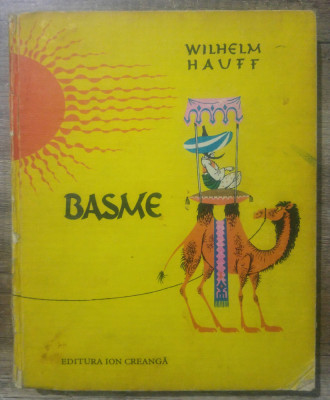 WILHELM
HAUFF
BASME
EDITURA ION CREANGĂ